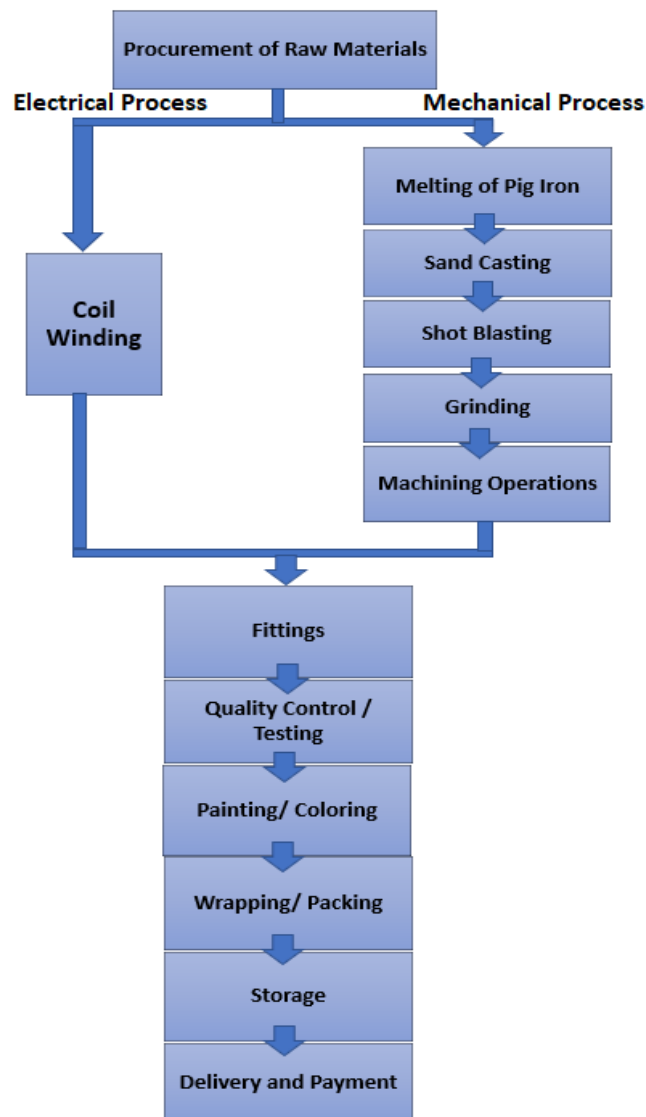 Procurement of Raw Materials
Electrical Process
Mechanical Process
Melting of Pig Iron
Sand Casting
Coil
Winding
Shot Blasting
Grinding
Machining Operations
Fittings
Quality Control /
Testing
Painting/ Coloring
Wrapping/ Packing
Storage
Delivery and Payment